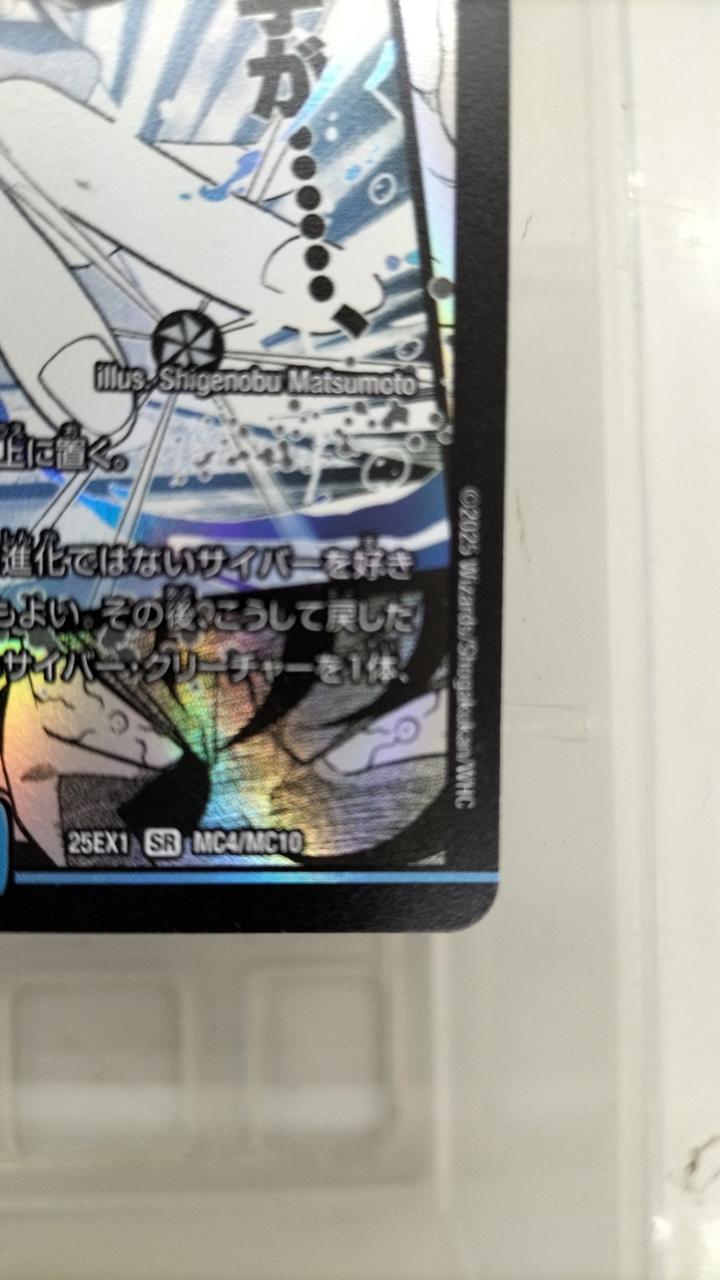 が
illus. Shigenobu Matsumoto
上に置く。
進化ではないサイバーを好き
もよい。その後、こうして戻した
サイバー・クリーチャーを1体、
©2025 Wizards/Shogakukan/WHC
25EX1 SR MC4/MC10